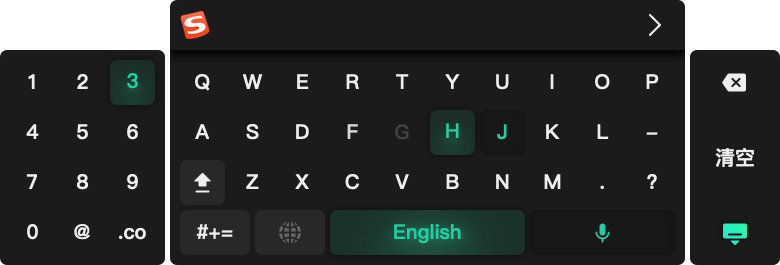 S
1 2 3 Q W E R T Y U I O P
4 5 6 A S D F G H J K L –
清空
7 8 9 Z X C V B N M . ?
0 @ .co #+= English